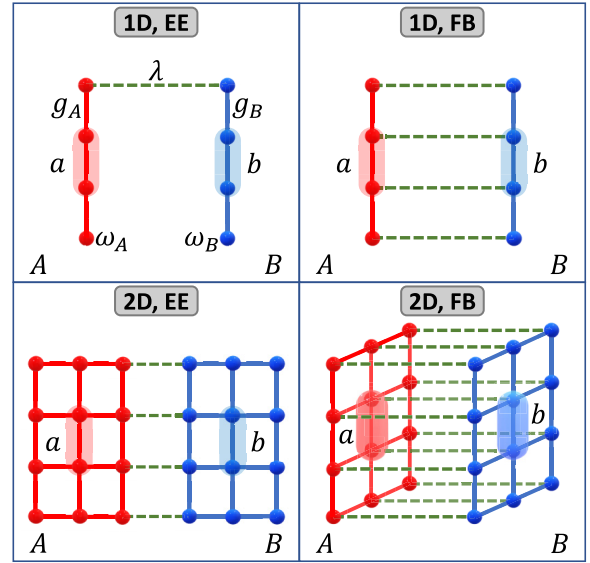 1D, EE
λ
g_A g_B
a b
ω_A ω_B
A B
1D, FB
a b
A B
2D, EE
a b
A B
2D, FB
a b
A B